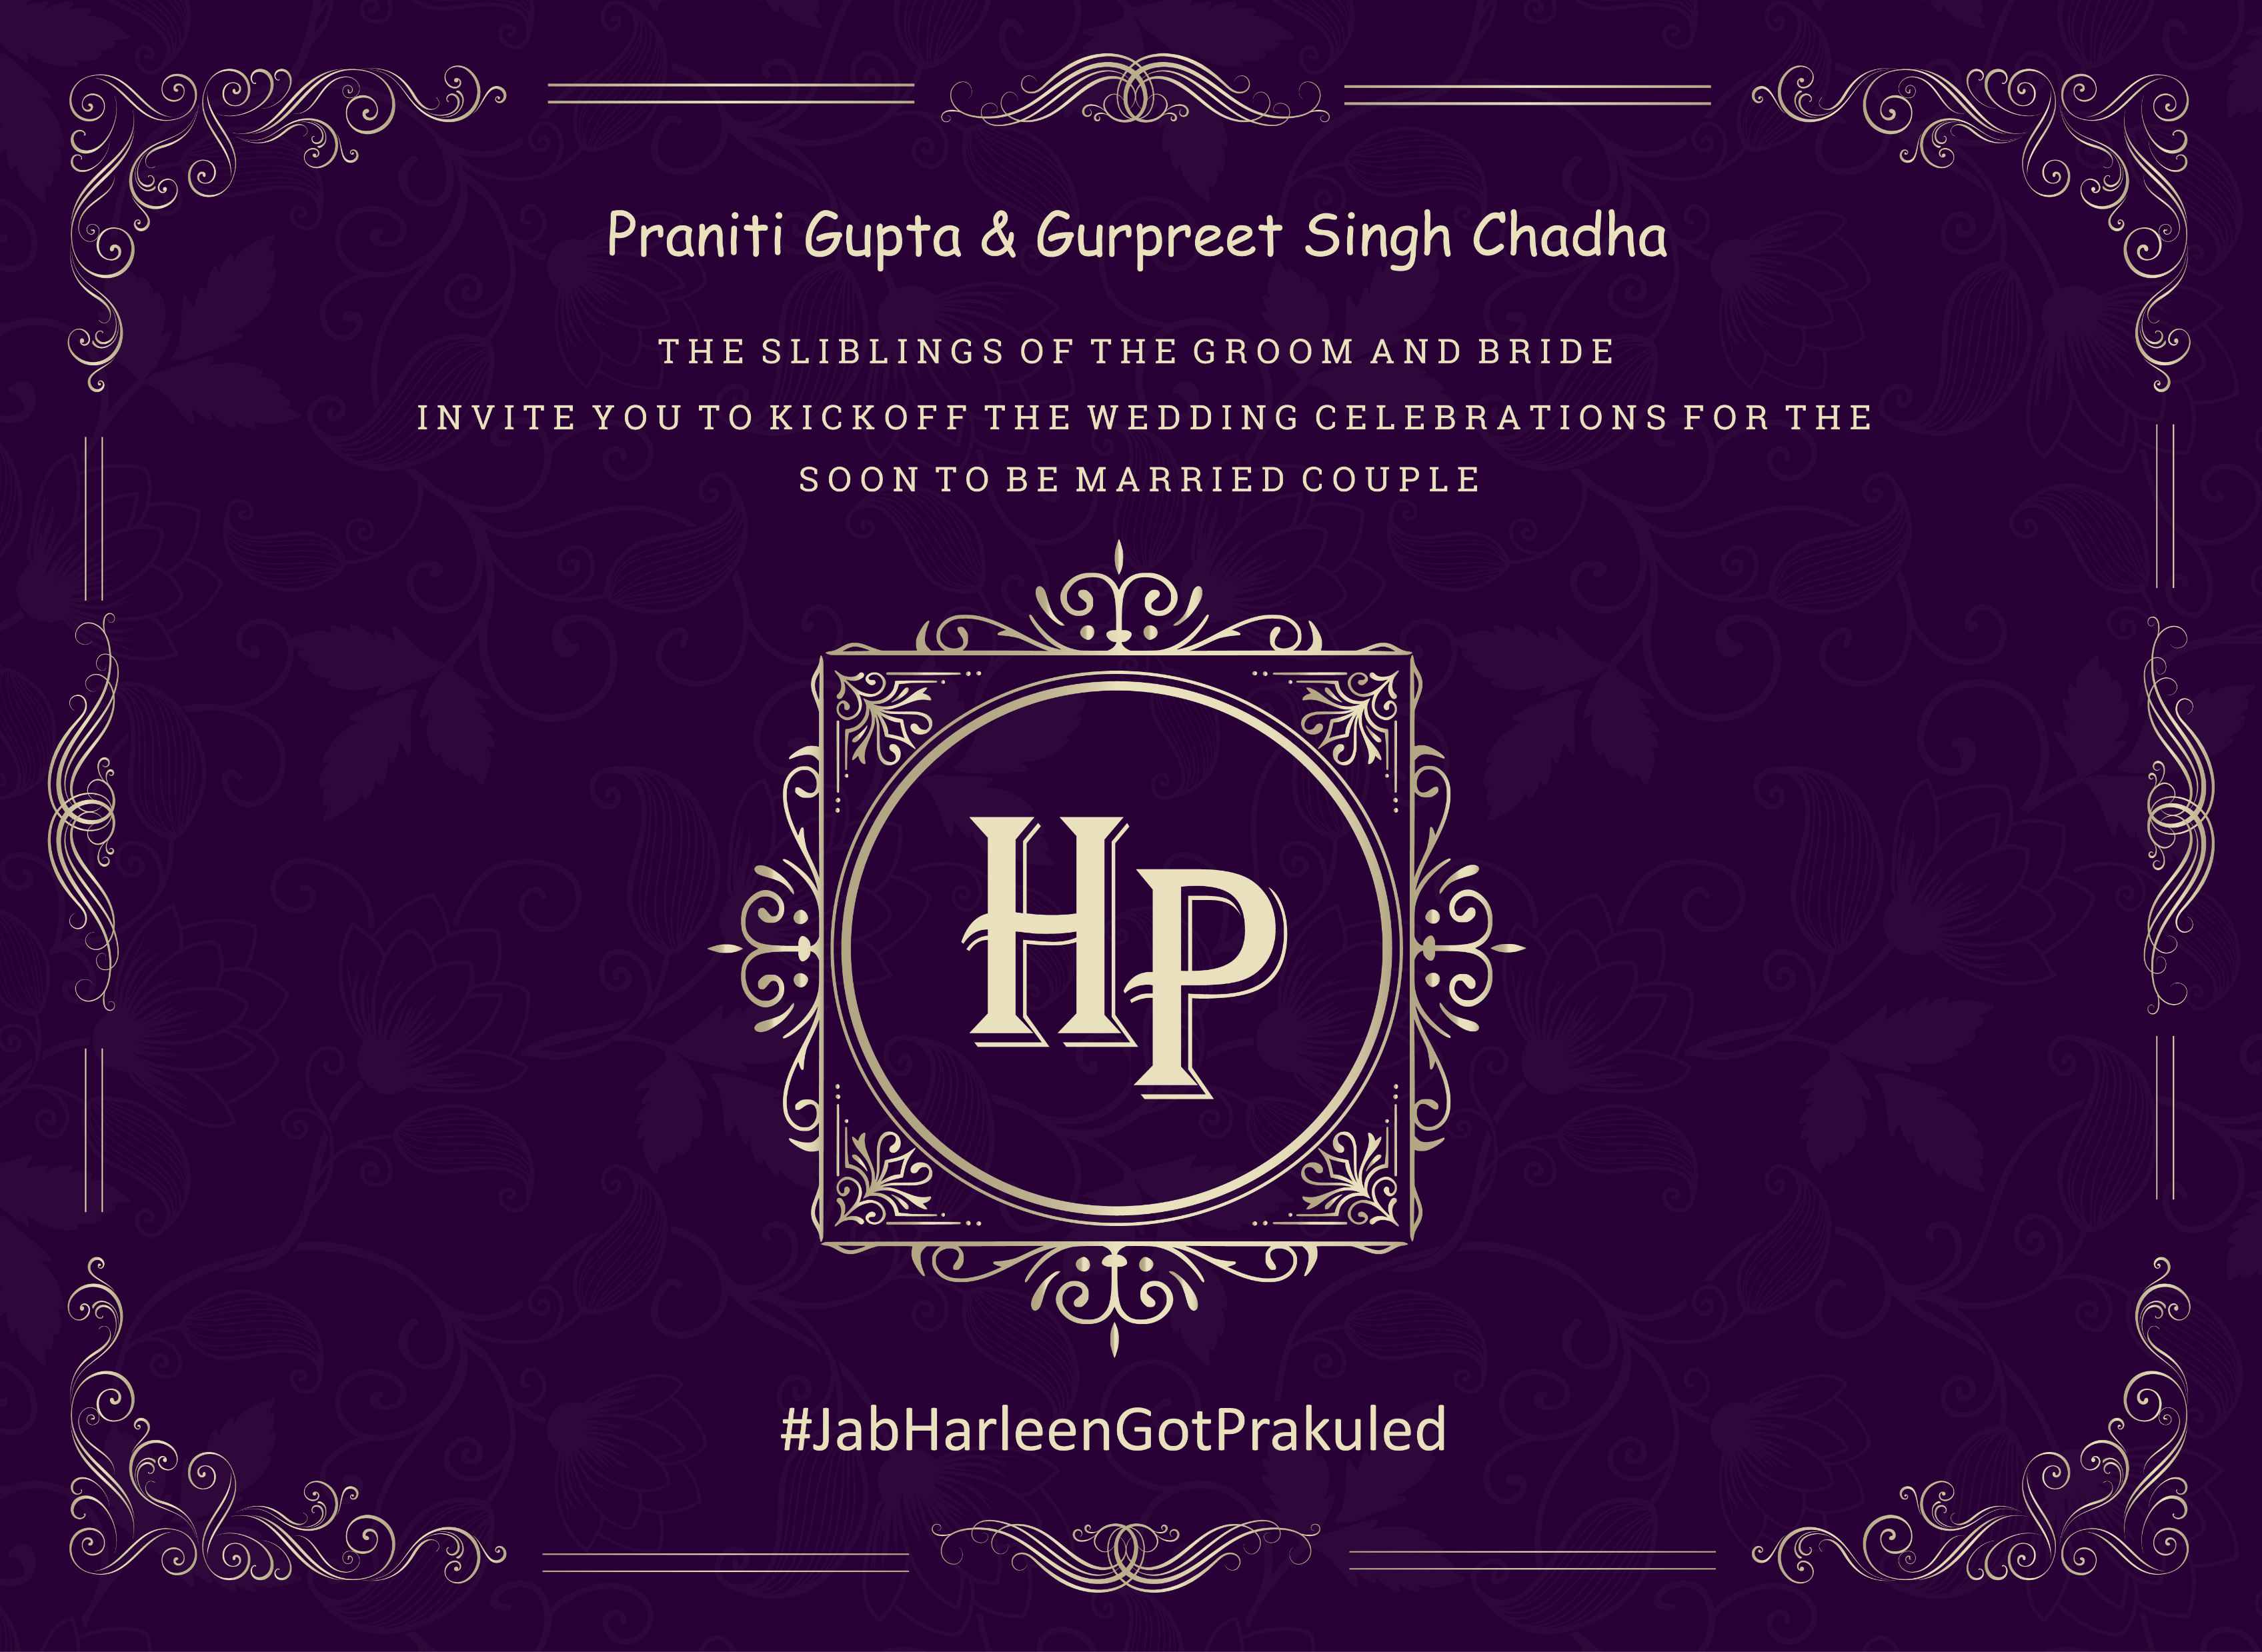 Praniti Gupta & Gurpreet Singh Chadha
THE SLIBLINGS OF THE GROOM AND BRIDE
INVITE YOU TO KICKOFF THE WEDDING CELEBRATIONS FOR THE
SOON TO BE MARRIED COUPLE
HP
#JabHarleenGotPrakuled